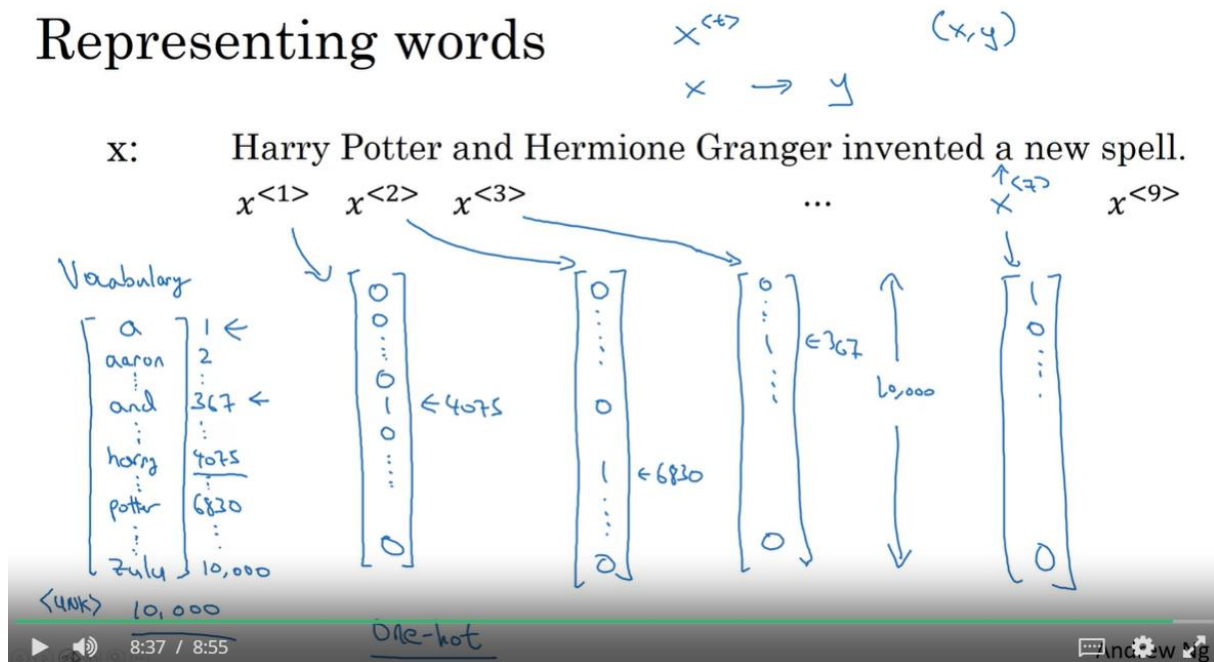 Representing words
x<t>
(x,y)
x → y
x: Harry Potter and Hermione Granger invented a new spell.
x<1> x<2> x<3> ... x<7> x<9>
Vocabulary
a 1 ←
aaron 2
⋮ ⋮
and 367 ←
⋮ ⋮
harry 4075
⋮ ⋮
potter 6830
⋮ ⋮
zulu 10,000
<UNK> 10,000
0
0
⋮
0
1 ← 4075
0
⋮
0
0
⋮
0
1 ← 6830
⋮
0
0
⋮
1 ← 367
⋮
0
10,000
1
0
⋮
0
One-hot
8:37 / 8:55
Andrew Ng